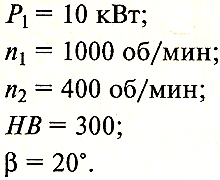 P₁ = 10 кВт;
n₁ = 1000 об/мин;
n₂ = 400 об/мин;
HB = 300;
β = 20°.